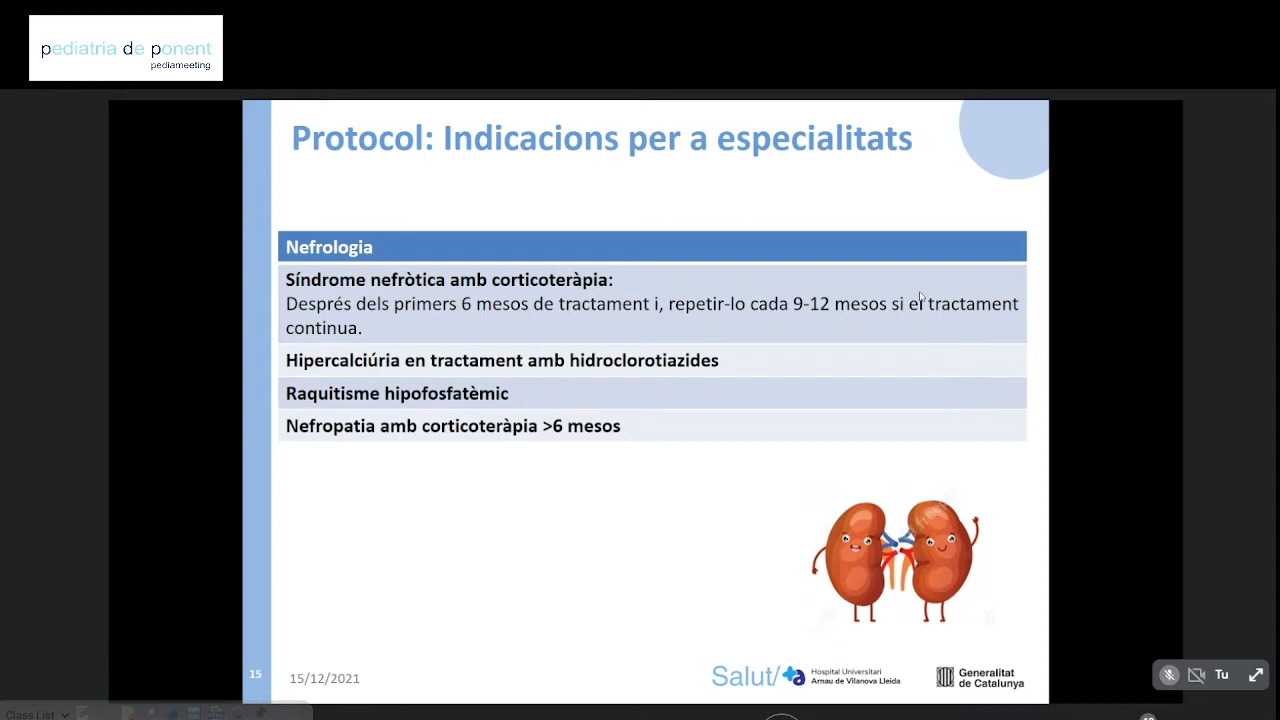 pediatria de ponent
pediameeting
Protocol: Indicacions per a especialitats
Nefrologia
Síndrome nefròtica amb corticoteràpia:
Després dels primers 6 mesos de tractament i, repetir-lo cada 9-12 mesos si el tractament
continua.
Hipercalciúria en tractament amb hidroclorotiazides
Raquitisme hipofosfatèmic
Nefropatia amb corticoteràpia >6 mesos
15
15/12/2021
Salut/
Hospital Universitari
Arnau de Vilanova Lleida
Generalitat
de Catalunya
Tu
Class List